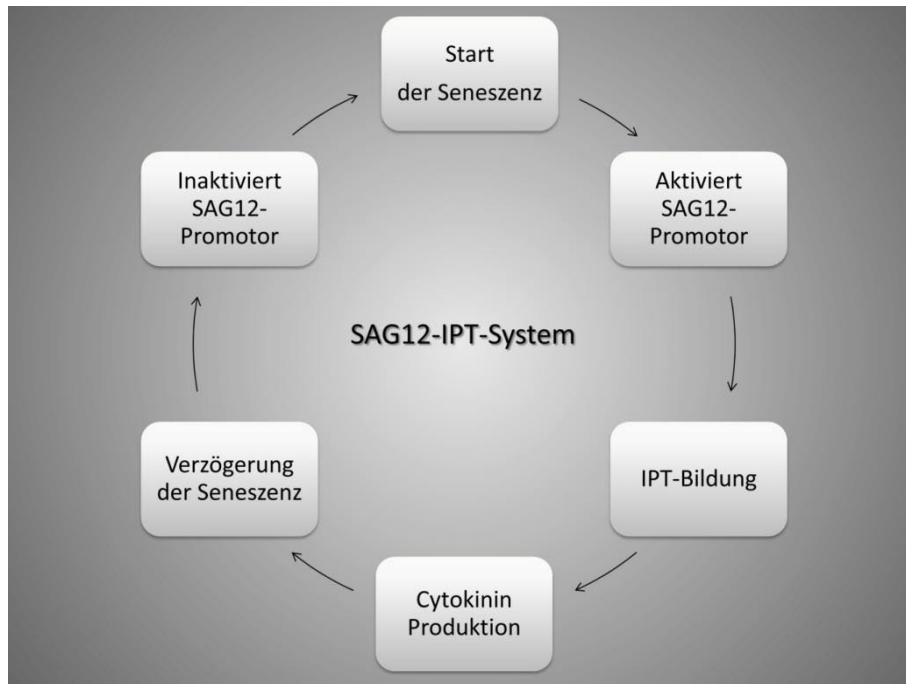 Start
der Seneszenz
Aktiviert
SAG12-
Promotor
IPT-Bildung
Cytokinin
Produktion
Verzögerung
der Seneszenz
Inaktiviert
SAG12-
Promotor
SAG12-IPT-System